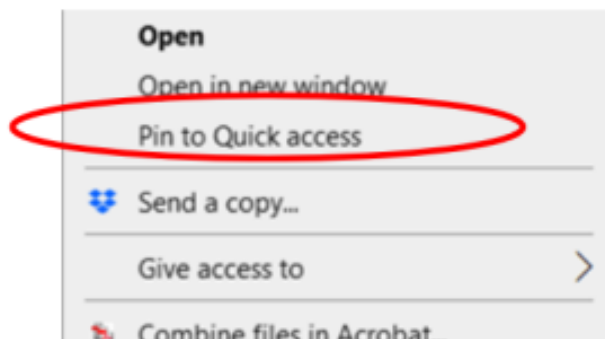 Open
Open in new window
Pin to Quick access
Send a copy...
Give access to
Combine files in Acrobat...